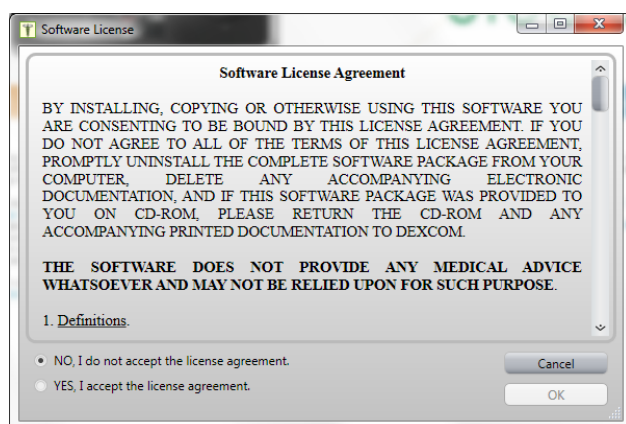 Software License
Software License Agreement
BY INSTALLING, COPYING OR OTHERWISE USING THIS SOFTWARE YOU
ARE CONSENTING TO BE BOUND BY THIS LICENSE AGREEMENT. IF YOU
DO NOT AGREE TO ALL OF THE TERMS OF THIS LICENSE AGREEMENT,
PROMPTLY UNINSTALL THE COMPLETE SOFTWARE PACKAGE FROM YOUR
COMPUTER, DELETE ANY ACCOMPANYING ELECTRONIC
DOCUMENTATION, AND IF THIS SOFTWARE PACKAGE WAS PROVIDED TO
YOU ON CD-ROM, PLEASE RETURN THE CD-ROM AND ANY
ACCOMPANYING PRINTED DOCUMENTATION TO DEXCOM.
THE SOFTWARE DOES NOT PROVIDE ANY MEDICAL ADVICE
WHATSOEVER AND MAY NOT BE RELIED UPON FOR SUCH PURPOSE.
1. Definitions.
NO, I do not accept the license agreement.
Cancel
YES, I accept the license agreement.
OK